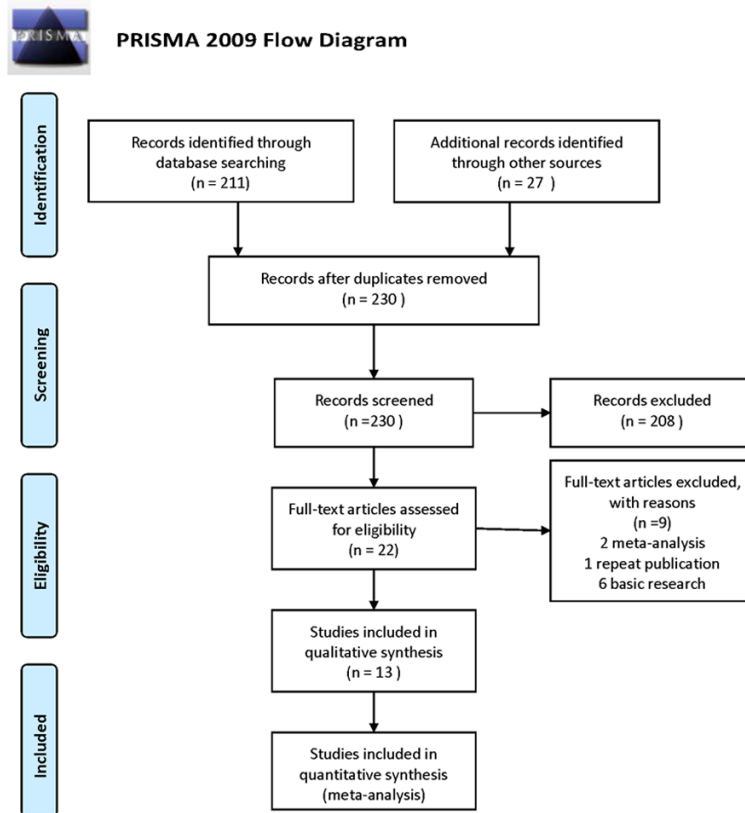 PRISMA
PRISMA 2009 Flow Diagram
Identification
Records identified through
database searching
(n = 211)
Additional records identified
through other sources
(n = 27 )
Records after duplicates removed
(n = 230 )
Screening
Records screened
(n =230 )
Records excluded
(n = 208 )
Eligibility
Full-text articles assessed
for eligibility
(n = 22)
Full-text articles excluded,
with reasons
(n =9)
2 meta-analysis
1 repeat publication
6 basic research
Studies included in
qualitative synthesis
(n = 13 )
Included
Studies included in
quantitative synthesis
(meta-analysis)